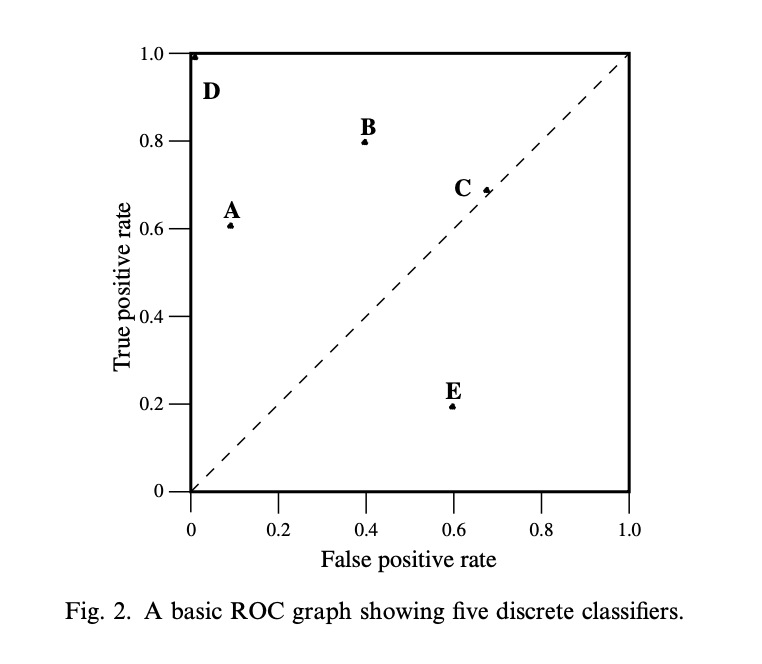 1.0
D
B
0.8
C
A
0.6
True positive rate
0.4
E
0.2
0
0 0.2 0.4 0.6 0.8 1.0
False positive rate
Fig. 2. A basic ROC graph showing five discrete classifiers.